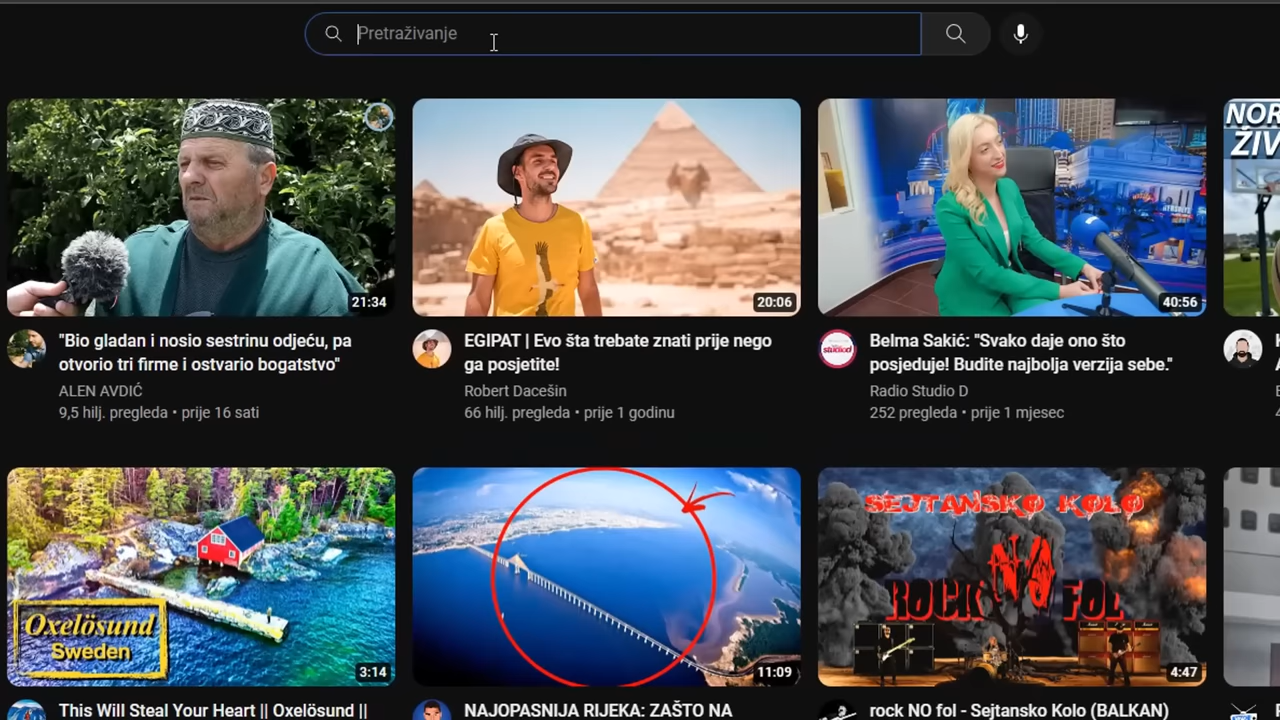 Pretraživanje
NOR
ŽIV
21:34
20:06
40:56
"Bio gladan i nosio sestrinu odjeću, pa
otvorio tri firme i ostvario bogatstvo"
ALEN AVDIĆ
9,5 hilj. pregleda • prije 16 sati
EGIPAT | Evo šta trebate znati prije nego
ga posjetite!
Robert Dacešin
66 hilj. pregleda • prije 1 godinu
studioD
Belma Sakić: "Svako daje ono što
posjeduje! Budite najbolja verzija sebe."
Radio Studio D
252 pregleda • prije 1 mjesec
Oxelösund
Sweden
3:14
11:09
SEJTANSKO KOLO
ROCK NO FOL
4:47
This Will Steal Your Heart || Oxelösund ||
NAJOPASNIJA RIJEKA: ZAŠTO NA
rock NO fol - Sejtansko Kolo (BALKAN)